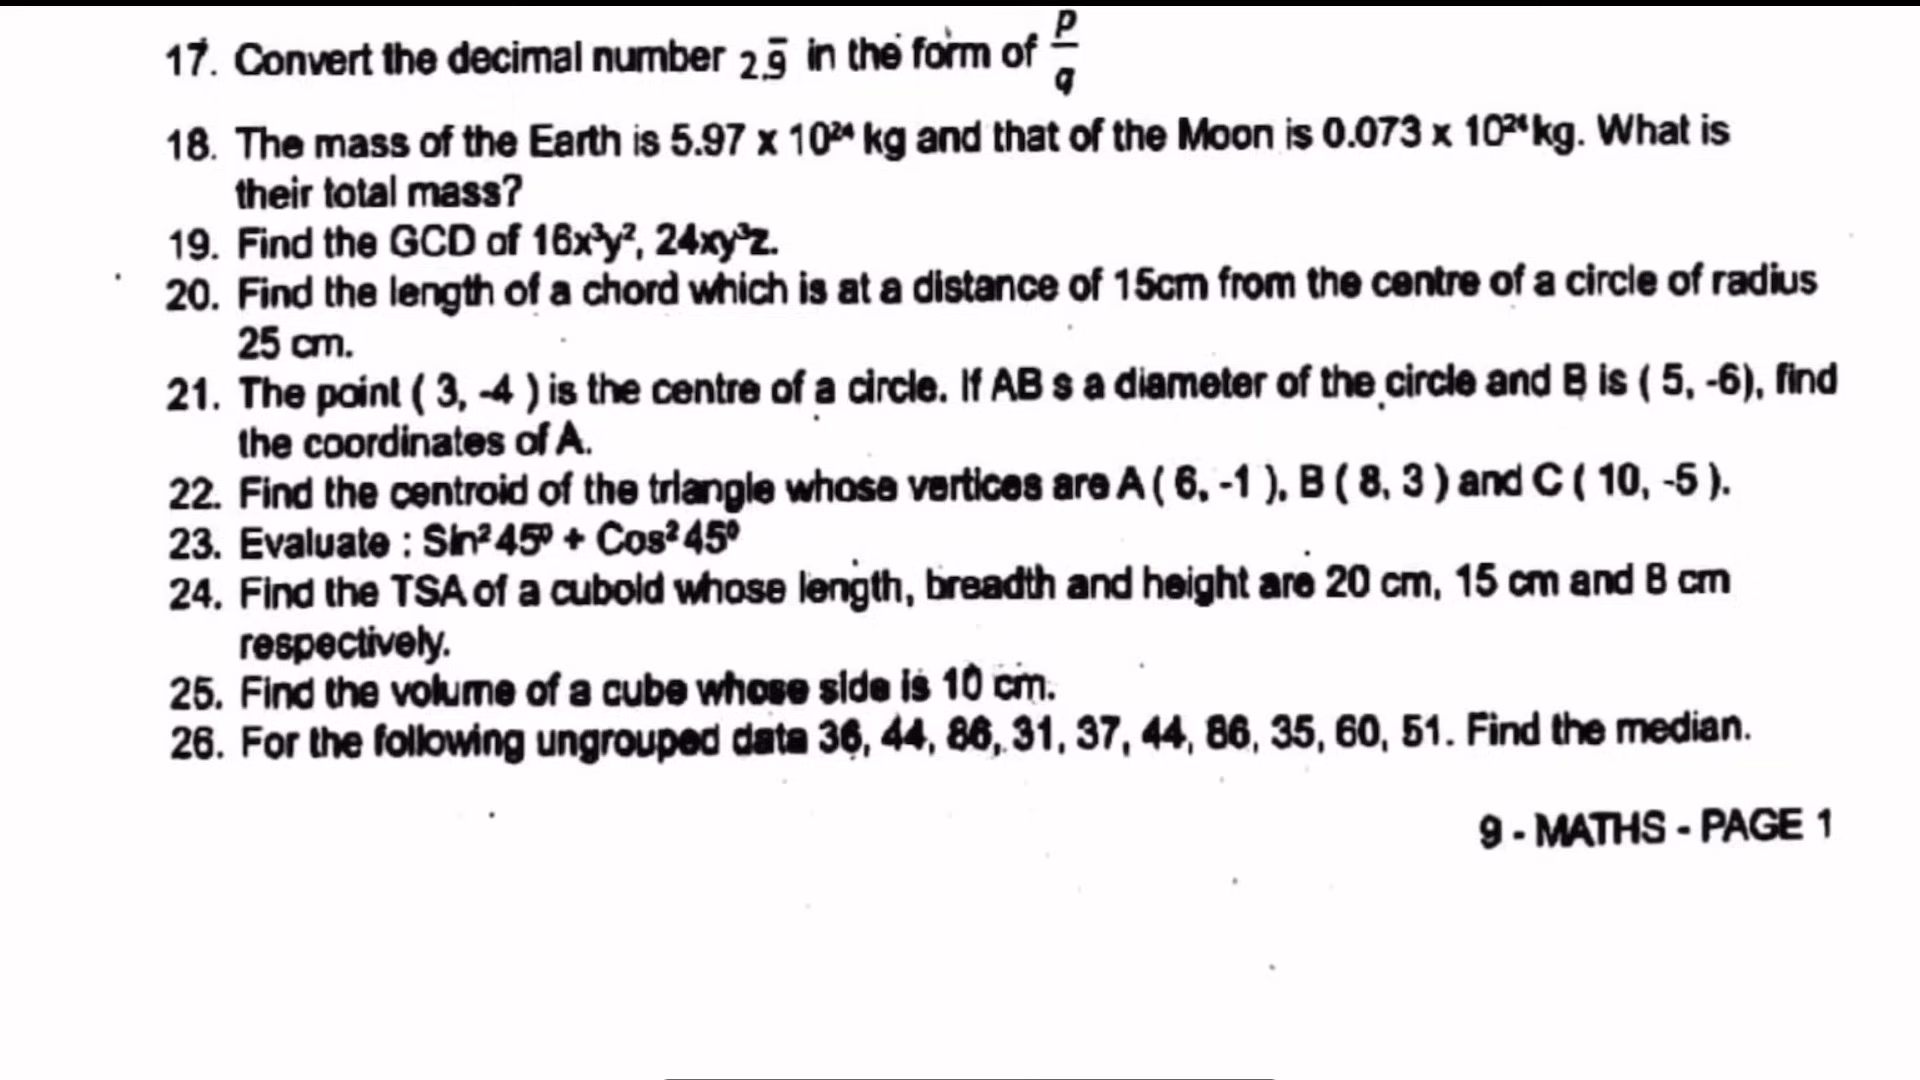 17. Convert the decimal number 2.9̅ in the form of p/q
18. The mass of the Earth is 5.97 x 10²⁴ kg and that of the Moon is 0.073 x 10²⁴ kg. What is
their total mass?
19. Find the GCD of 16x³y², 24xy³z.
20. Find the length of a chord which is at a distance of 15cm from the centre of a circle of radius
25 cm.
21. The point ( 3, -4 ) is the centre of a circle. If AB s a diameter of the circle and B is ( 5, -6), find
the coordinates of A.
22. Find the centroid of the triangle whose vertices are A ( 6, -1 ), B ( 8, 3 ) and C ( 10, -5 ).
23. Evaluate : Sin² 45⁰ + Cos² 45⁰
24. Find the TSA of a cuboid whose length, breadth and height are 20 cm, 15 cm and 8 cm
respectively.
25. Find the volume of a cube whose side is 10 cm.
26. For the following ungrouped data 36, 44, 86, 31, 37, 44, 86, 35, 60, 51. Find the median.
9 - MATHS - PAGE 1